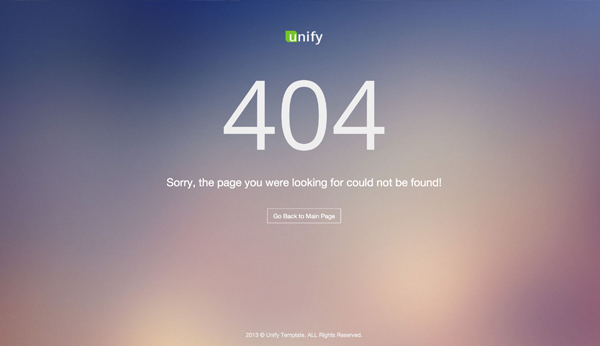 unify
404
Sorry, the page you were looking for could not be found!
Go Back to Main Page
2013 © Unify Template. ALL Rights Reserved.